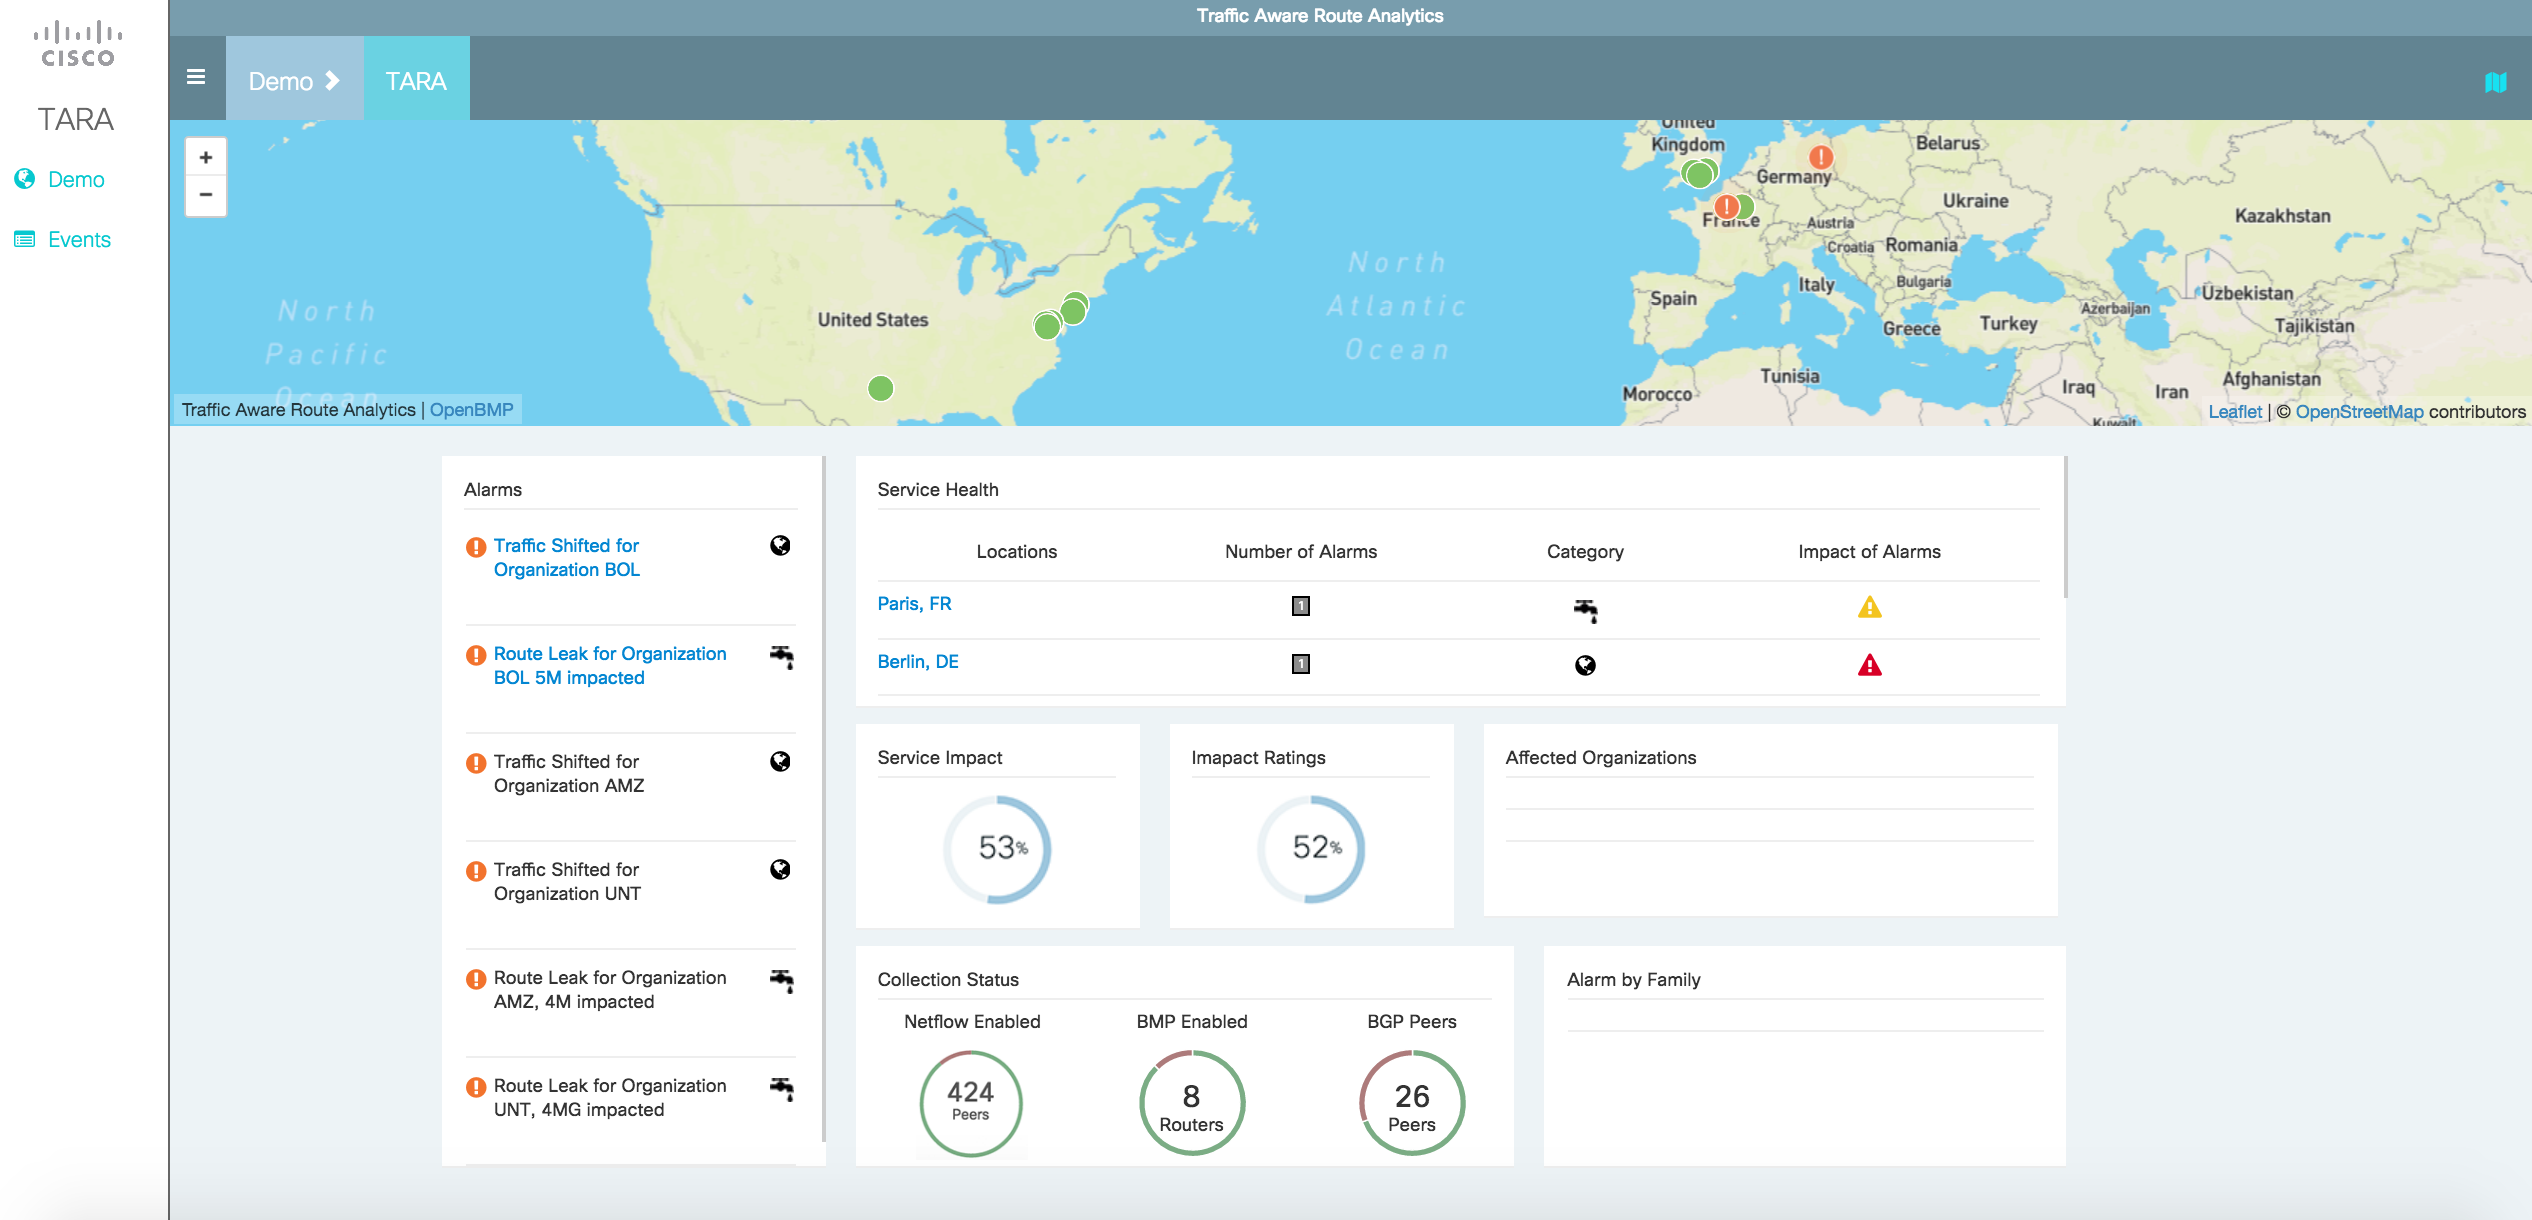 CISCO
TARA
Demo
Events
Traffic Aware Route Analytics
Demo
TARA
+
−
North
Pacific
Ocean
United States
North
Atlantic
Ocean
United
Kingdom
Belarus
Germany
Ukraine
France
Austria
Croatia
Romania
Kazakhstan
Italy
Bulgaria
Spain
Uzbekistan
Azerbaijan
Greece
Turkey
Tajikistan
Tunisia
Morocco
Iraq
Iran
Afghanistan
Kuwait
Traffic Aware Route Analytics | OpenBMP
Leaflet | © OpenStreetMap contributors
Alarms
Traffic Shifted for
Organization BOL
Route Leak for Organization
BOL 5M impacted
Traffic Shifted for
Organization AMZ
Traffic Shifted for
Organization UNT
Route Leak for Organization
AMZ, 4M impacted
Route Leak for Organization
UNT, 4MG impacted
Service Health
Locations Number of Alarms Category Impact of Alarms
Paris, FR 1
Berlin, DE 1
Service Impact
53%
Imapact Ratings
52%
Affected Organizations
Collection Status
Netflow Enabled BMP Enabled BGP Peers
424 8 26
Peers Routers Peers
Alarm by Family